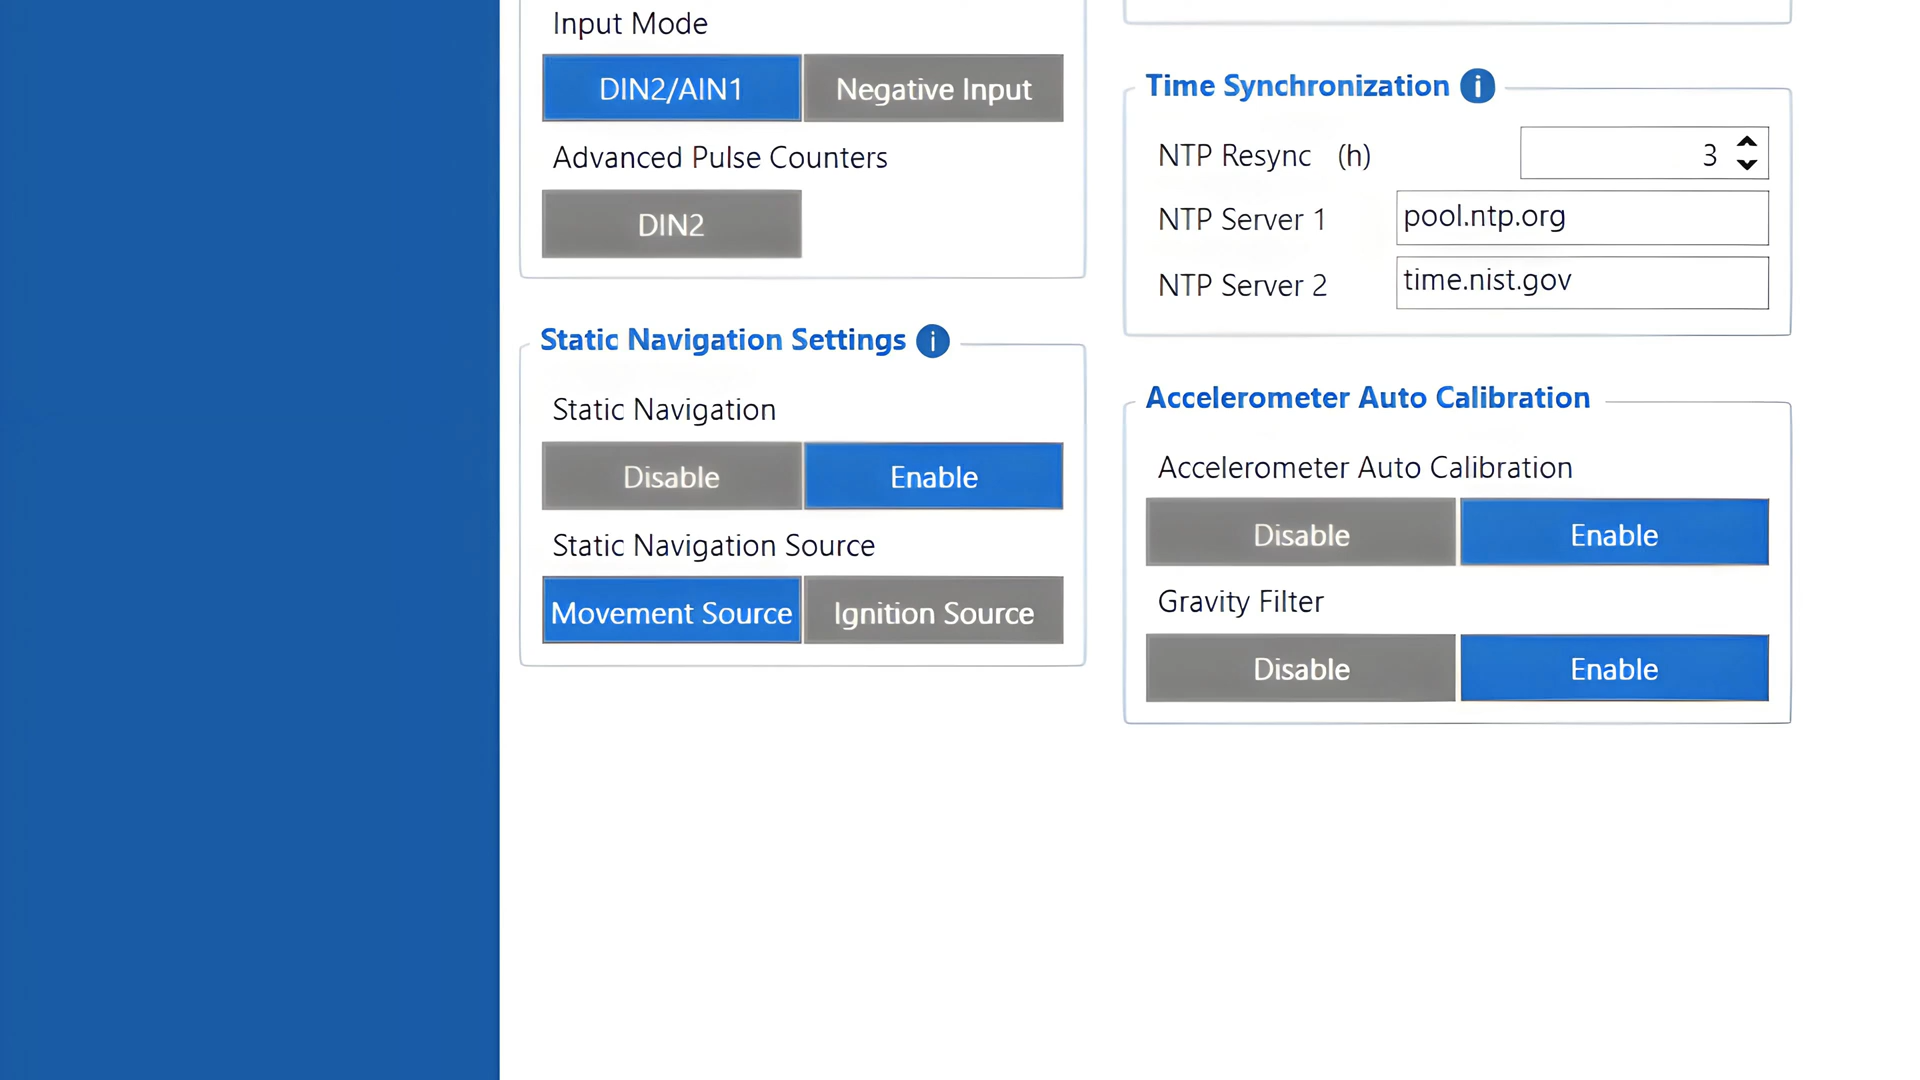 Input Mode
DIN2/AIN1 Negative Input
Advanced Pulse Counters
DIN2
Static Navigation Settings i
Static Navigation
Disable Enable
Static Navigation Source
Movement Source Ignition Source
Time Synchronization i
NTP Resync (h) 3
NTP Server 1 pool.ntp.org
NTP Server 2 time.nist.gov
Accelerometer Auto Calibration
Accelerometer Auto Calibration
Disable Enable
Gravity Filter
Disable Enable